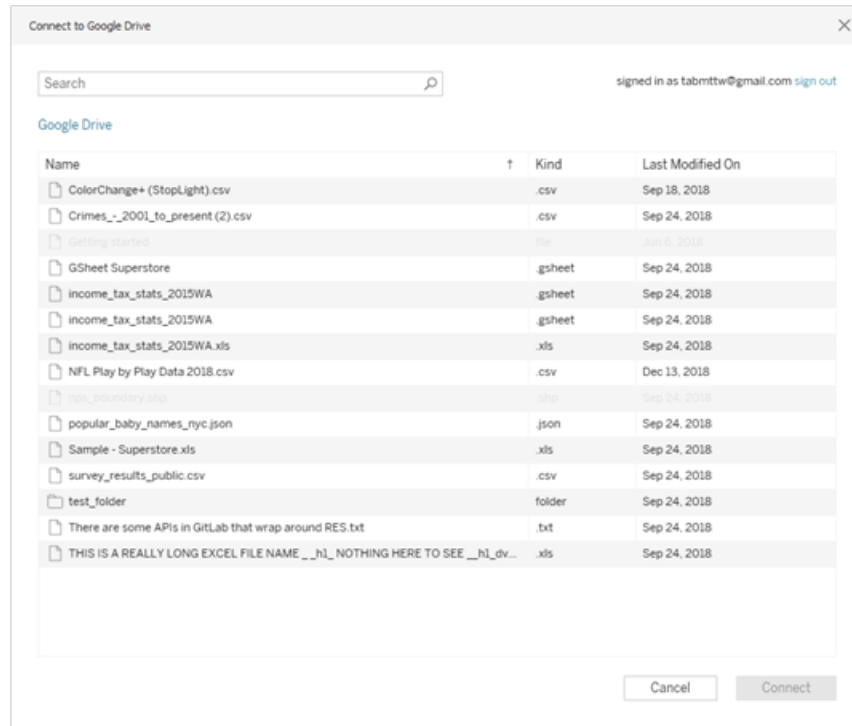 Connect to Google Drive
Search
signed in as tabmttw@gmail.com sign out
Google Drive
Name ↑ Kind Last Modified On
ColorChange+ (StopLight).csv .csv Sep 18, 2018
Crimes_-_2001_to_present (2).csv .csv Sep 24, 2018
Getting started file Jun 6, 2018
GSheet Superstore .gsheet Sep 24, 2018
income_tax_stats_2015WA .gsheet Sep 24, 2018
income_tax_stats_2015WA .gsheet Sep 24, 2018
income_tax_stats_2015WA.xls .xls Sep 24, 2018
NFL Play by Play Data 2018.csv .csv Dec 13, 2018
nps_boundary.shp .shp Sep 24, 2018
popular_baby_names_nyc.json .json Sep 24, 2018
Sample - Superstore.xls .xls Sep 24, 2018
survey_results_public.csv .csv Sep 24, 2018
test_folder folder Sep 24, 2018
There are some APIs in GitLab that wrap around RES.txt .txt Sep 24, 2018
THIS IS A REALLY LONG EXCEL FILE NAME _ _h1_ NOTHING HERE TO SEE __h1_dv... .xls Sep 24, 2018
Cancel Connect